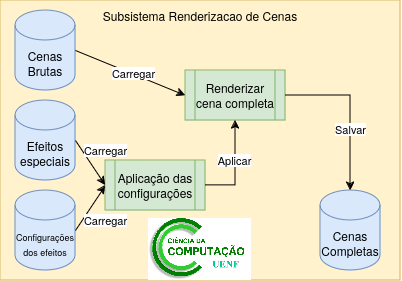 Subsistema Renderizacao de Cenas
Cenas
Brutas
Carregar
Renderizar
cena completa
Salvar
Efeitos
especiais
Carregar
Aplicação das
configurações
Aplicar
Carregar
Configurações
dos efeitos
CIÊNCIA DA
COMPUTAÇÃO
UENF
Cenas
Completas